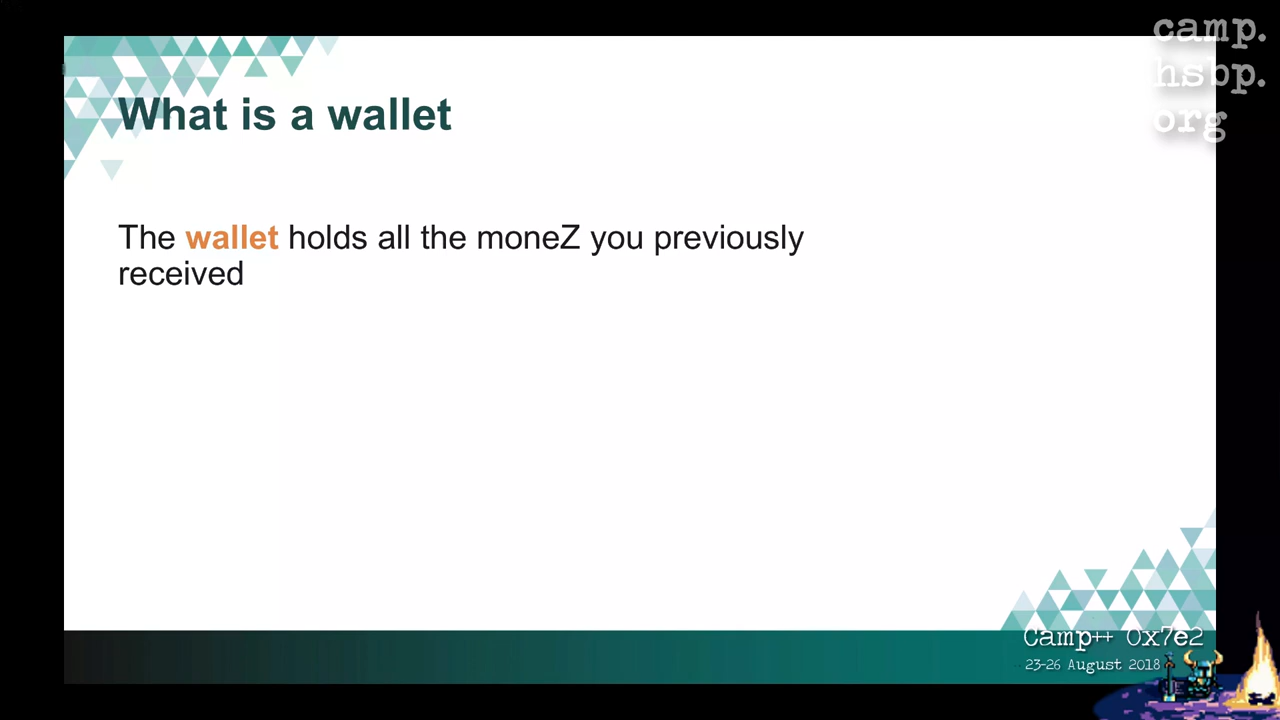 camp.
hsbp.
org
What is a wallet
The wallet holds all the moneZ you previously
received
Camp++ 0x7e2
23-26 August 2018